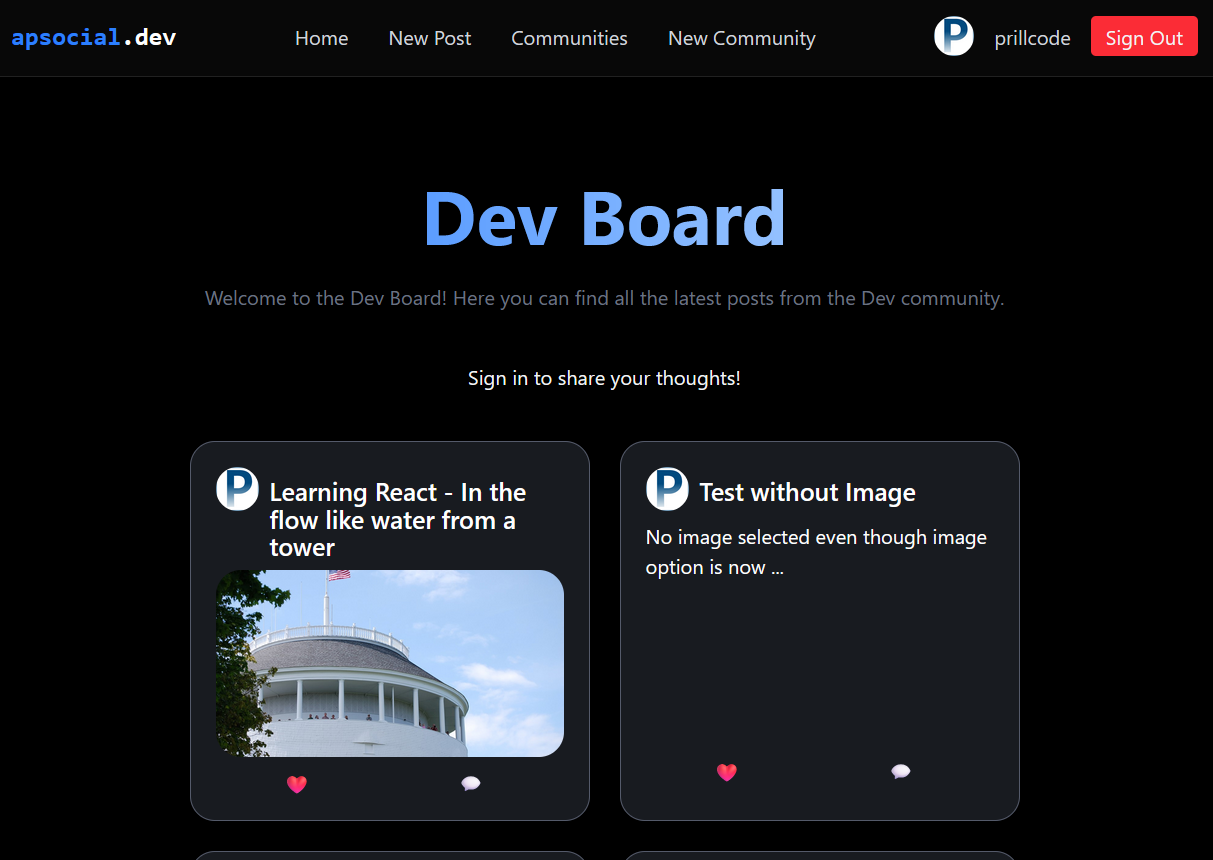 apsocial.dev
Home
New Post
Communities
New Community
P
prillcode
Sign Out
Dev Board
Welcome to the Dev Board! Here you can find all the latest posts from the Dev community.
Sign in to share your thoughts!
P
Learning React - In the
flow like water from a
tower
P
Test without Image
No image selected even though image
option is now ...